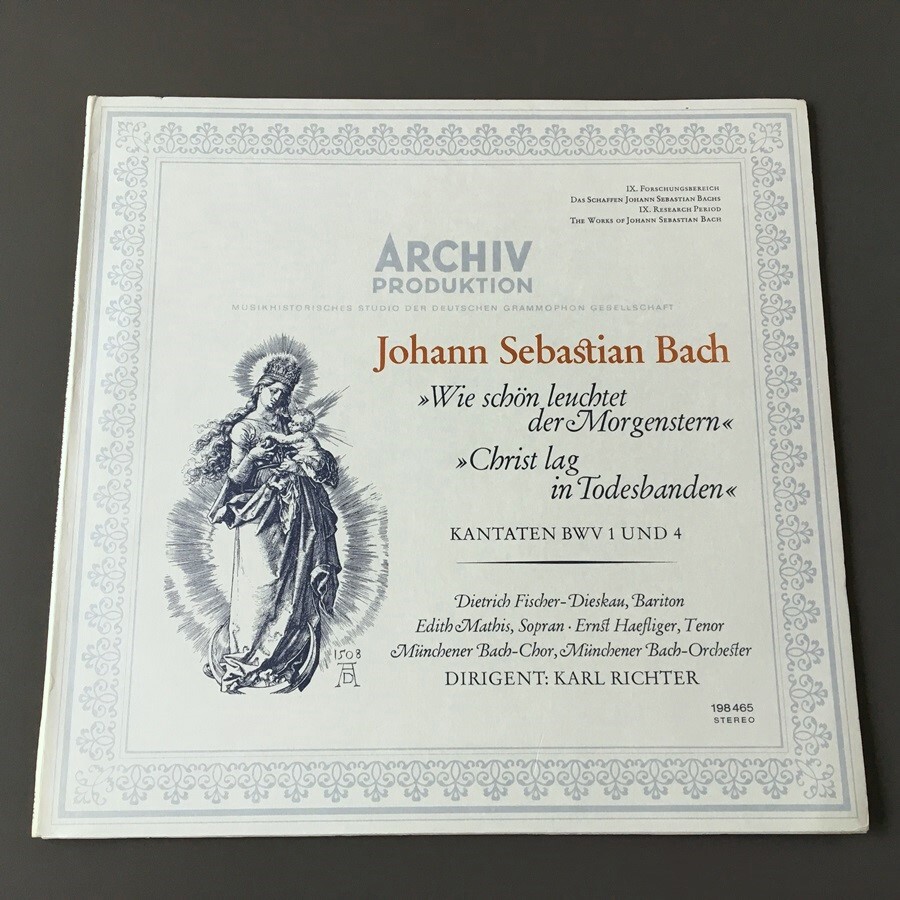 IX. Forschungsbereich
Das Schaffen Johann Sebastian Bachs
IX. Research Period
The Works of Johann Sebastian Bach
ARCHIV
PRODUKTION
MUSIKHISTORISCHES STUDIO DER DEUTSCHEN GRAMMOPHON GESELLSCHAFT
Johann Sebastian Bach
»Wie schön leuchtet
der Morgenstern«
»Christ lag
in Todesbanden«
KANTATEN BWV 1 UND 4
Dietrich Fischer-Dieskau, Bariton
Edith Mathis, Sopran · Ernst Haefliger, Tenor
Münchener Bach-Chor, Münchener Bach-Orchester
DIRIGENT: KARL RICHTER
1508
AD
198 465
STEREO